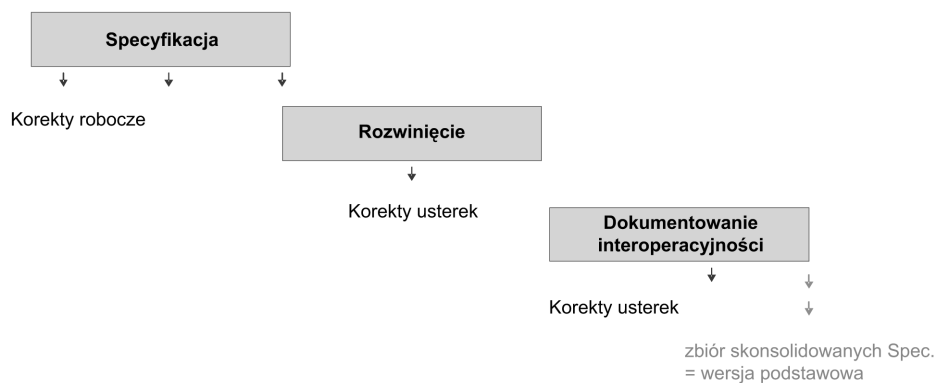 Specyfikacja
Korekty robocze
Rozwinięcie
Korekty usterek
Dokumentowanie
interoperacyjności
Korekty usterek
zbiór skonsolidowanych Spec.
= wersja podstawowa